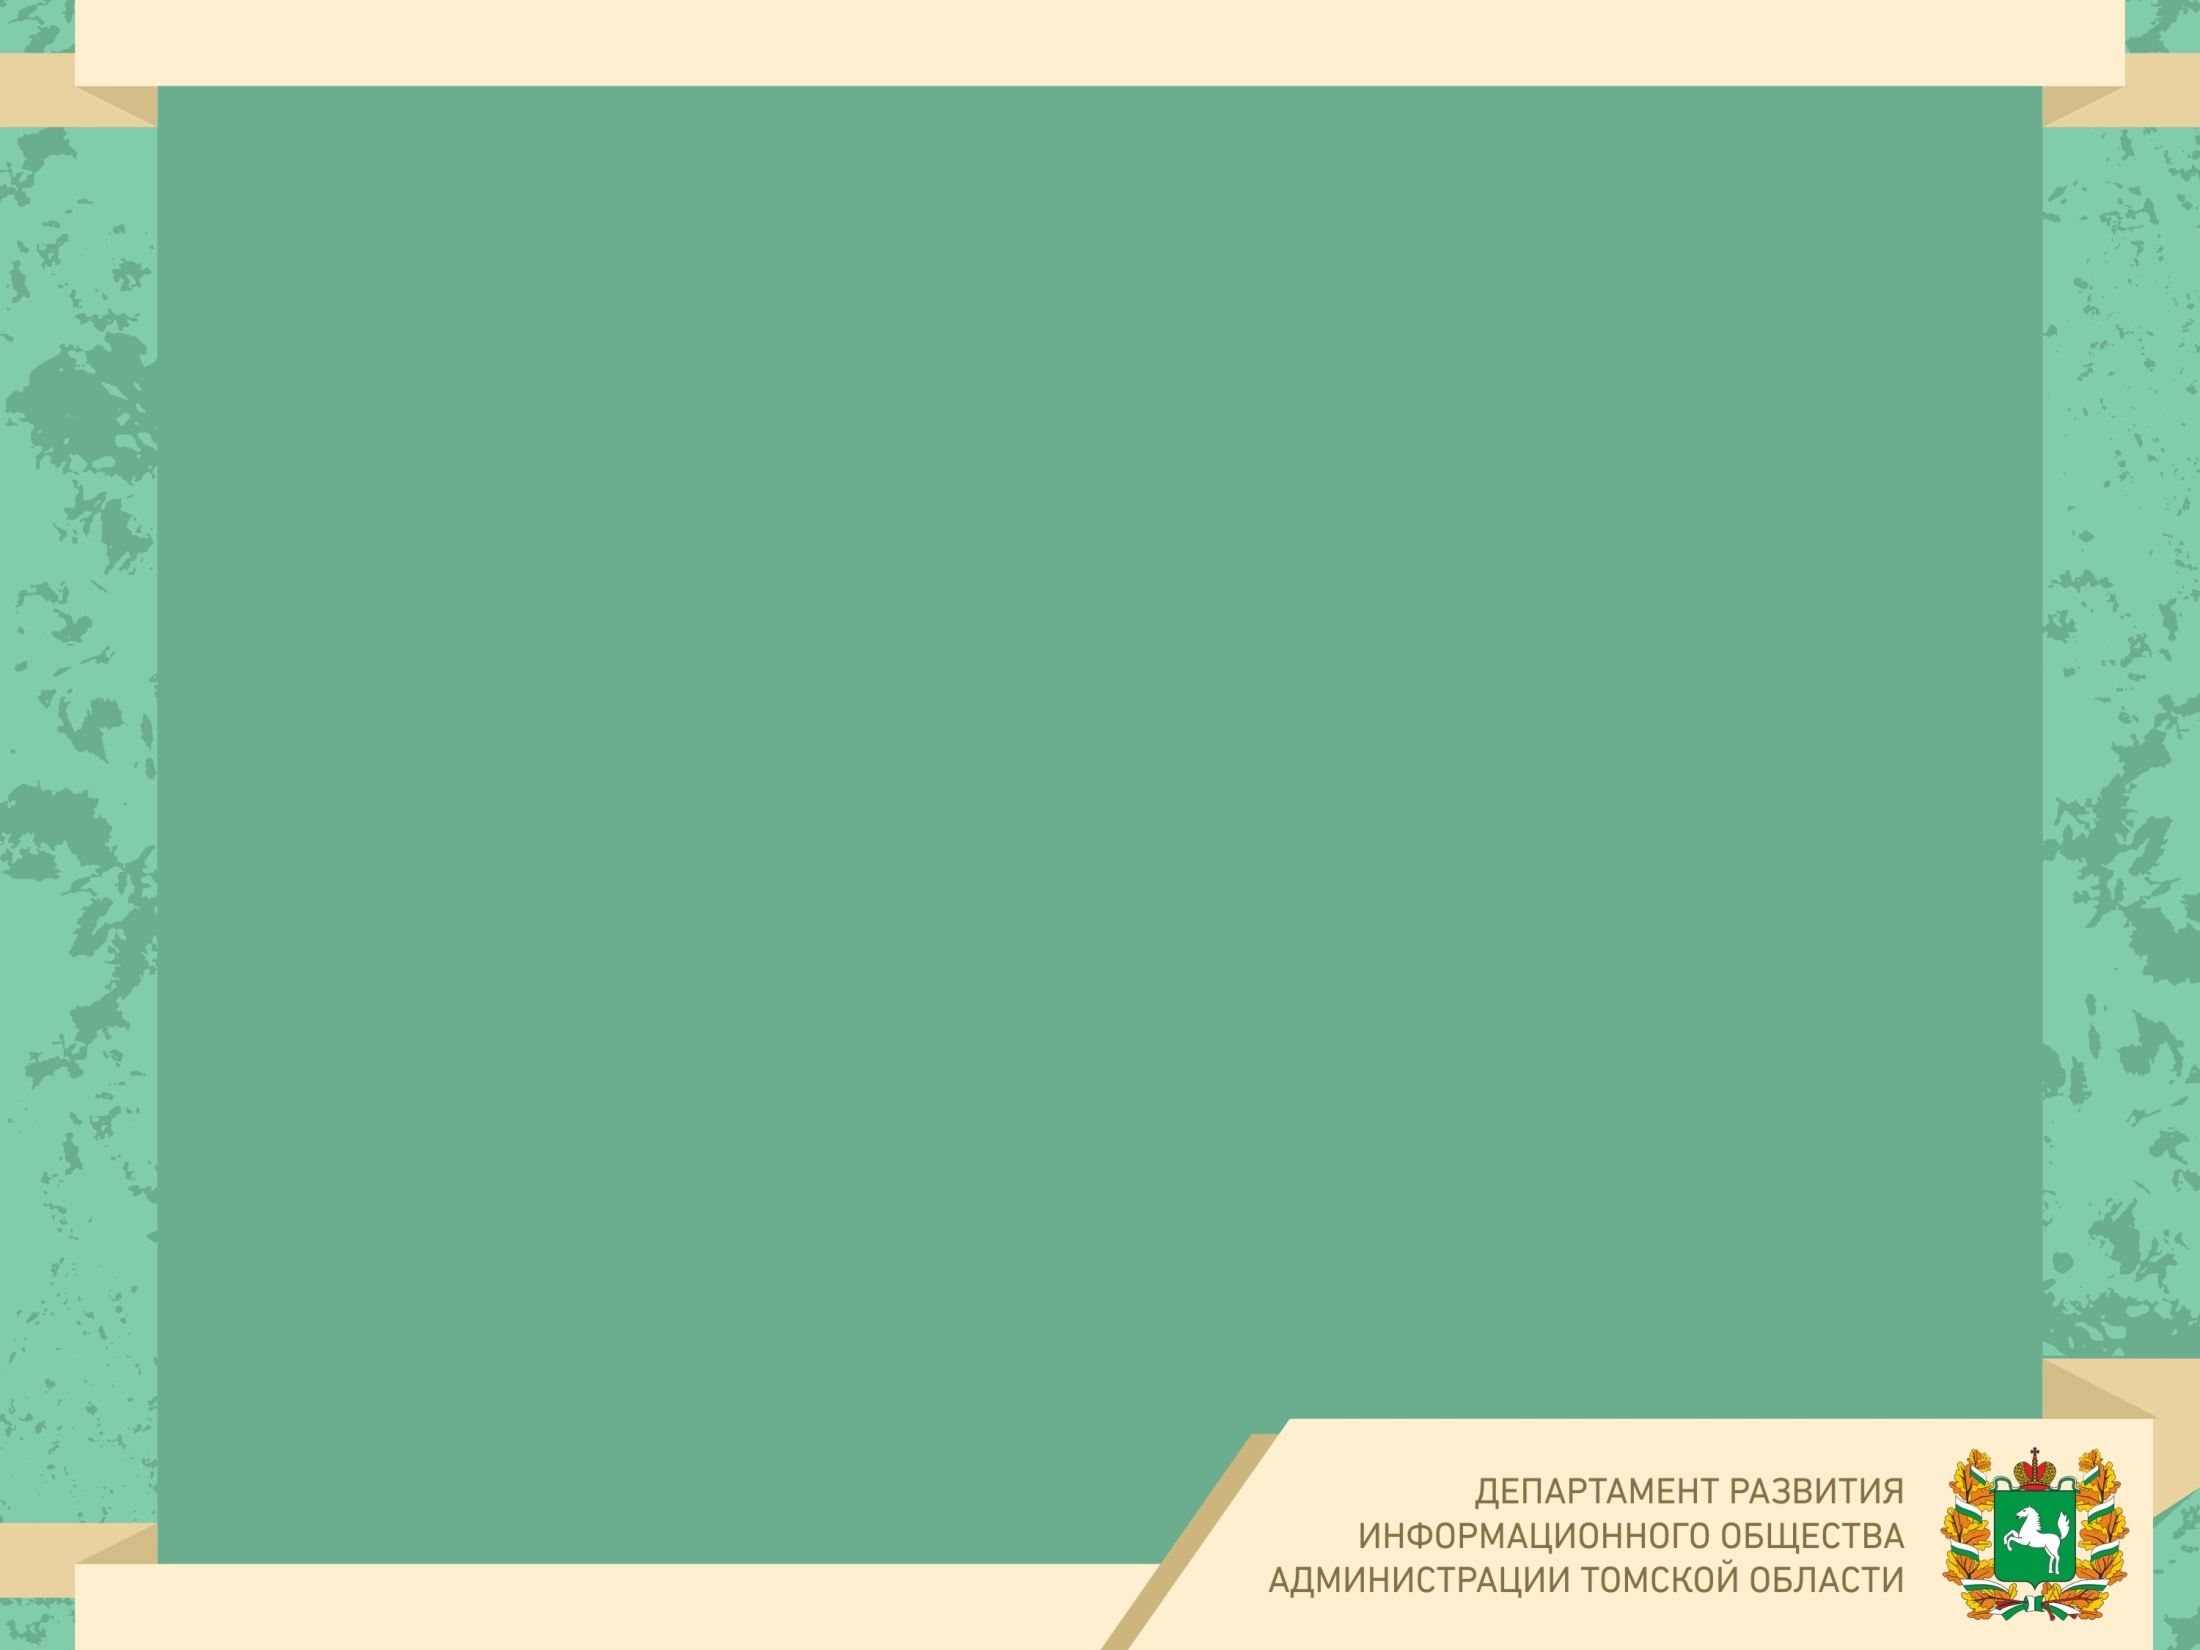 ДЕПАРТАМЕНТ РАЗВИТИЯ
ИНФОРМАЦИОННОГО ОБЩЕСТВА
АДМИНИСТРАЦИИ ТОМСКОЙ ОБЛАСТИ